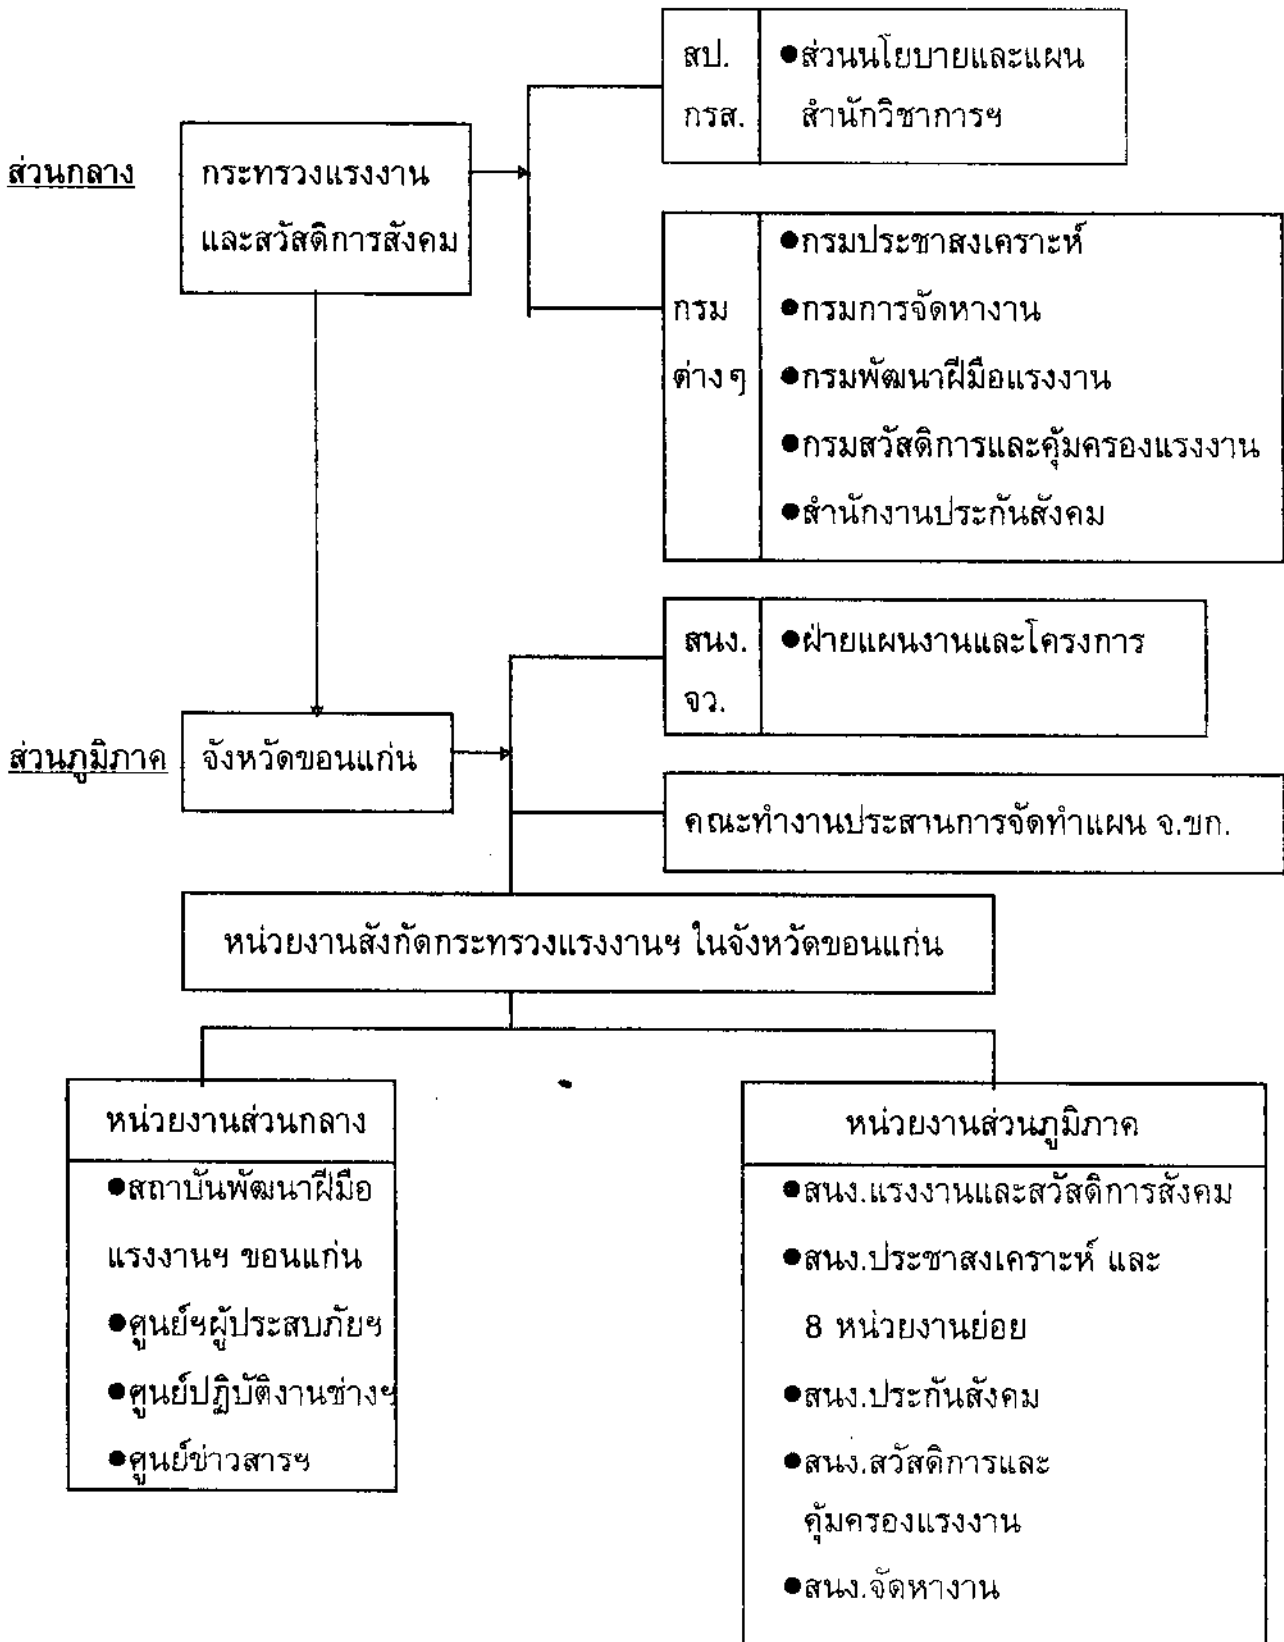 สป.
กรส.
●ส่วนนโยบายและแผน
สำนักวิชาการฯ
ส่วนกลาง
กระทรวงแรงงาน
และสวัสดิการสังคม
กรม
ต่างๆ
●กรมประชาสงเคราะห์
●กรมการจัดหางาน
●กรมพัฒนาฝีมือแรงงาน
●กรมสวัสดิการและคุ้มครองแรงงาน
●สำนักงานประกันสังคม
สนง.
จว.
●ฝ่ายแผนงานและโครงการ
ส่วนภูมิภาค
จังหวัดขอนแก่น
คณะทำงานประสานการจัดทำแผน จ.ขก.
หน่วยงานสังกัดกระทรวงแรงงานฯ ในจังหวัดขอนแก่น
หน่วยงานส่วนกลาง
●สถาบันพัฒนาฝีมือ
แรงงานฯ ขอนแก่น
●ศูนย์ฯผู้ประสบภัยฯ
●ศูนย์ปฏิบัติงานช่างฯ
●ศูนย์ข่าวสารฯ
หน่วยงานส่วนภูมิภาค
●สนง.แรงงานและสวัสดิการสังคม
●สนง.ประชาสงเคราะห์ และ
8 หน่วยงานย่อย
●สนง.ประกันสังคม
●สนง.สวัสดิการและ
คุ้มครองแรงงาน
●สนง.จัดหางาน